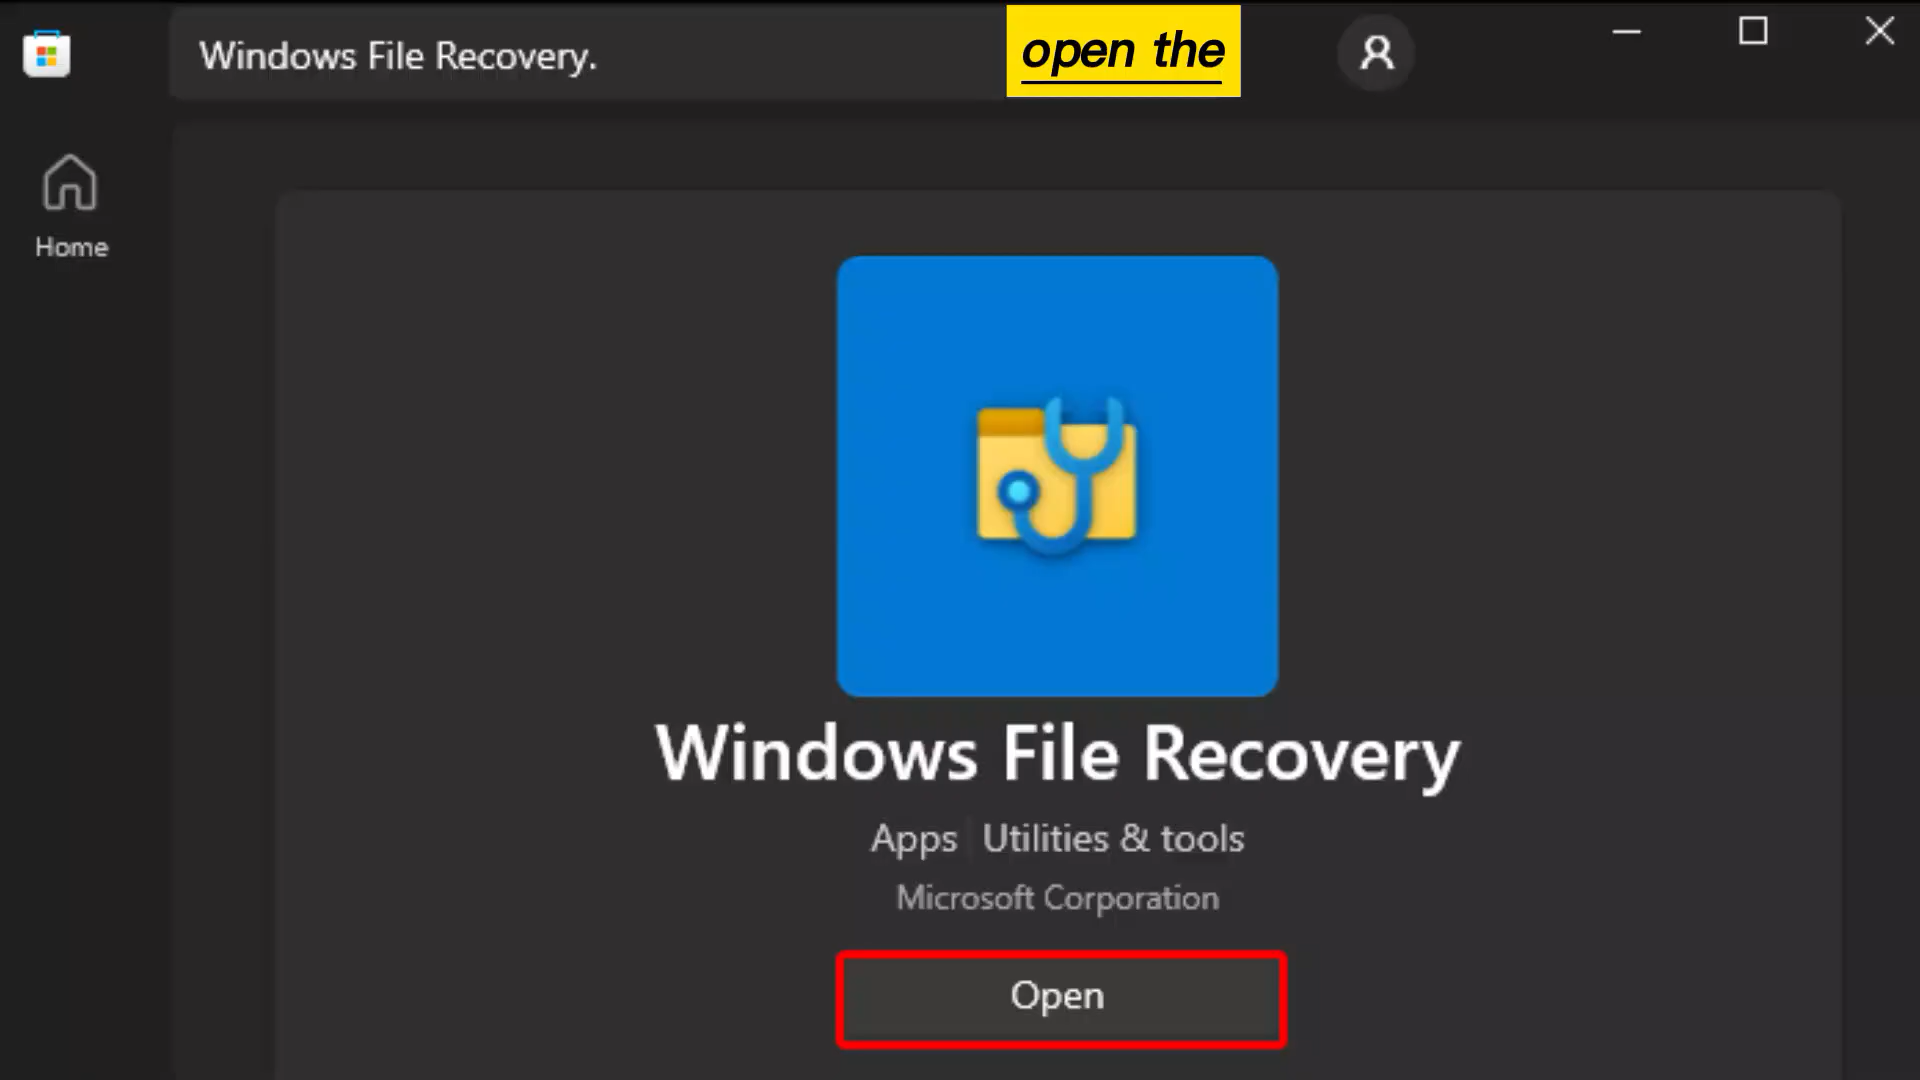 Windows File Recovery.
open the
Home
Windows File Recovery
Apps Utilities & tools
Microsoft Corporation
Open